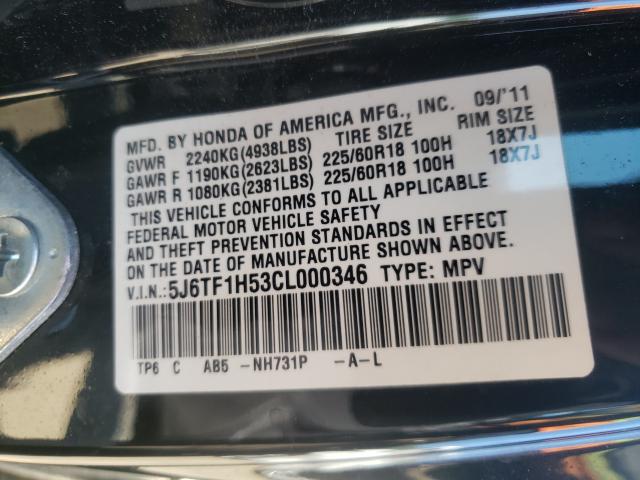 MFD. BY HONDA OF AMERICA MFG., INC. 09/'11
GVWR 2240KG(4938LBS) TIRE SIZE RIM SIZE
GAWR F 1190KG(2623LBS) 225/60R18 100H 18X7J
GAWR R 1080KG(2381LBS) 225/60R18 100H 18X7J
THIS VEHICLE CONFORMS TO ALL APPLICABLE
FEDERAL MOTOR VEHICLE SAFETY
AND THEFT PREVENTION STANDARDS IN EFFECT
ON THE DATE OF MANUFACTURE SHOWN ABOVE.
V.I.N.: 5J6TF1H53CL000346 TYPE: MPV
TP6 C AB5 -NH731P -A-L